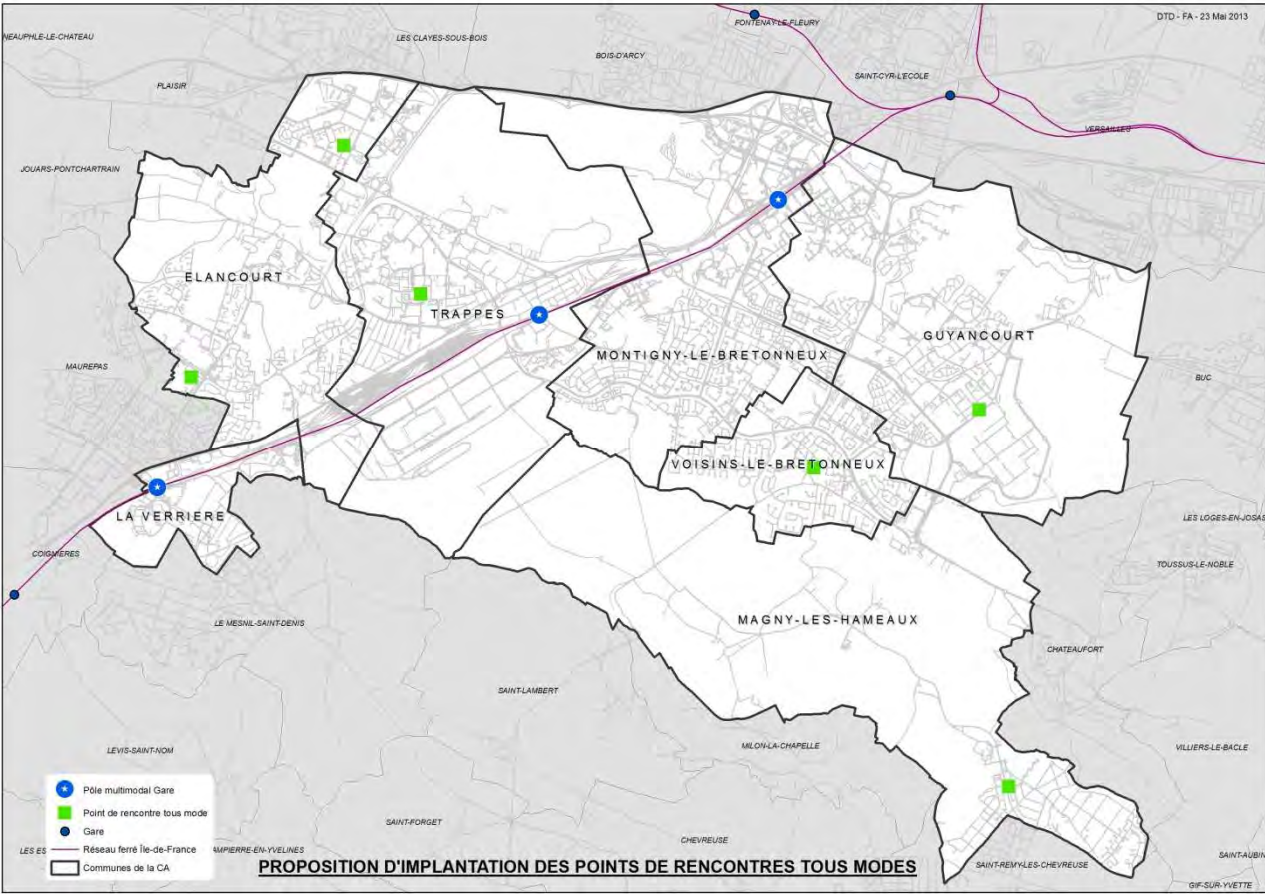 DTD - FA - 23 Mai 2013
FONTENAY-LE-FLEURY
NEAUPHLE-LE-CHATEAU
LES CLAYES-SOUS-BOIS
BOIS-D'ARCY
SAINT-CYR-L'ECOLE
PLAISIR
VERSAILLES
JOUARS-PONTCHARTRAIN
ELANCOURT
TRAPPES
GUYANCOURT
MONTIGNY-LE-BRETONNEUX
MAUREPAS
BUC
VOISINS-LE-BRETONNEUX
LA VERRIERE
LES LOGES-EN-JOSAS
COIGNIERES
TOUSSUS-LE-NOBLE
LE MESNIL-SAINT-DENIS
MAGNY-LES-HAMEAUX
CHATEAUFORT
SAINT-LAMBERT
LEVIS-SAINT-NOM
MILON-LA-CHAPELLE
VILLIERS-LE-BACLE
Pôle multimodal Gare
Point de rencontre tous mode
SAINT-FORGET
Gare
CHEVREUSE
LES ES
Réseau ferré Île-de-France
AMPIERRE-EN-YVELINES
SAINT-AUBIN
Communes de la CA
PROPOSITION D'IMPLANTATION DES POINTS DE RENCONTRES TOUS MODES
SAINT-REMY-LES-CHEVREUSE
GIF-SUR-YVETTE